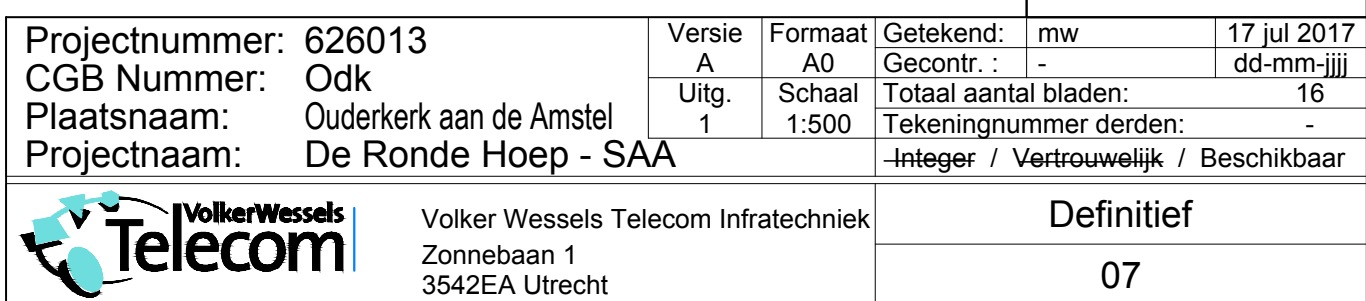 Projectnummer: 626013
CGB Nummer: Odk
Plaatsnaam: Ouderkerk aan de Amstel
Projectnaam: De Ronde Hoep - SAA
Versie Formaat
A A0
Uitg. Schaal
1 1:500
Getekend: mw 17 jul 2017
Gecontr. : - dd-mm-jjjj
Totaal aantal bladen: 16
Tekeningnummer derden: -
Integer / Vertrouwelijk / Beschikbaar
VolkerWessels
Telecom
Volker Wessels Telecom Infratechniek
Zonnebaan 1
3542EA Utrecht
Definitief
07